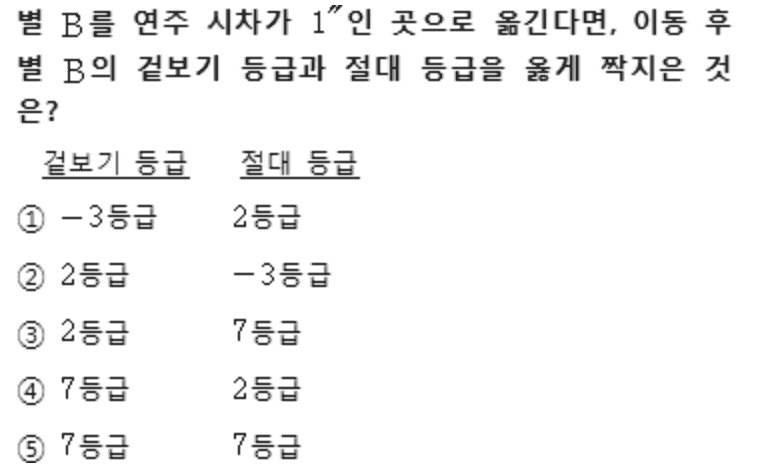 별 B를 연주 시차가 1″인 곳으로 옮긴다면, 이동 후
별 B의 겉보기 등급과 절대 등급을 옳게 짝지은 것
은?
겉보기 등급 절대 등급
① －3등급 2등급
② 2등급 －3등급
③ 2등급 7등급
④ 7등급 2등급
⑤ 7등급 7등급